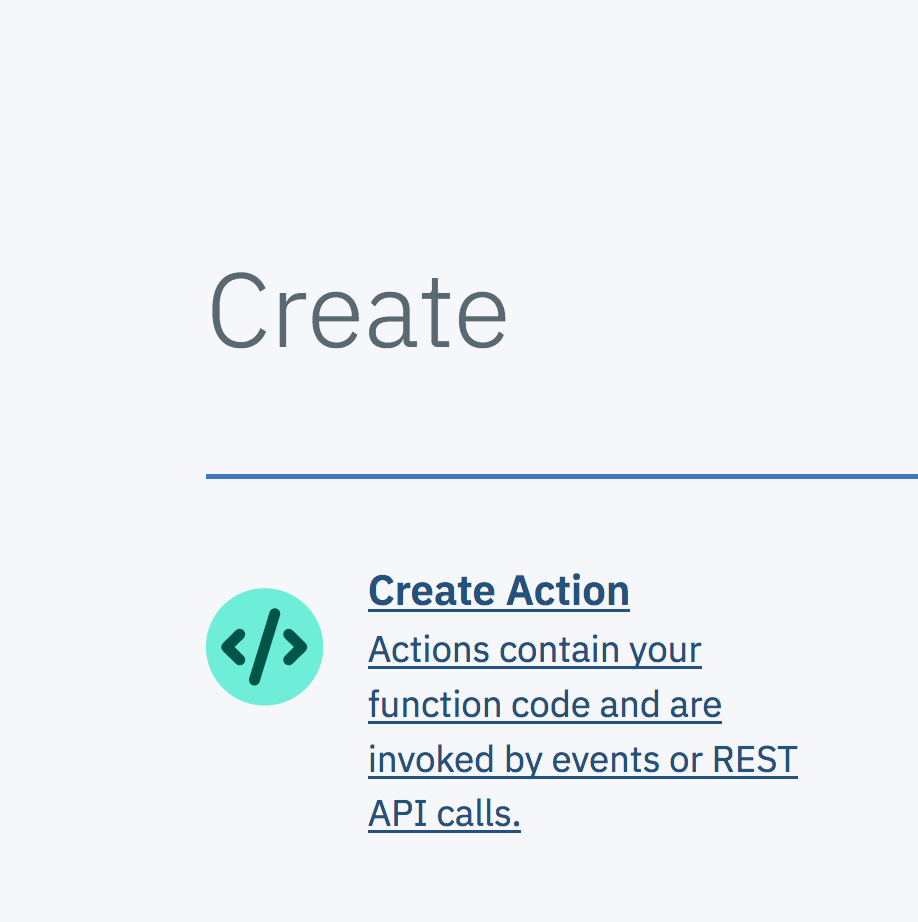 Create
Create Action
Actions contain your
function code and are
invoked by events or REST
API calls.